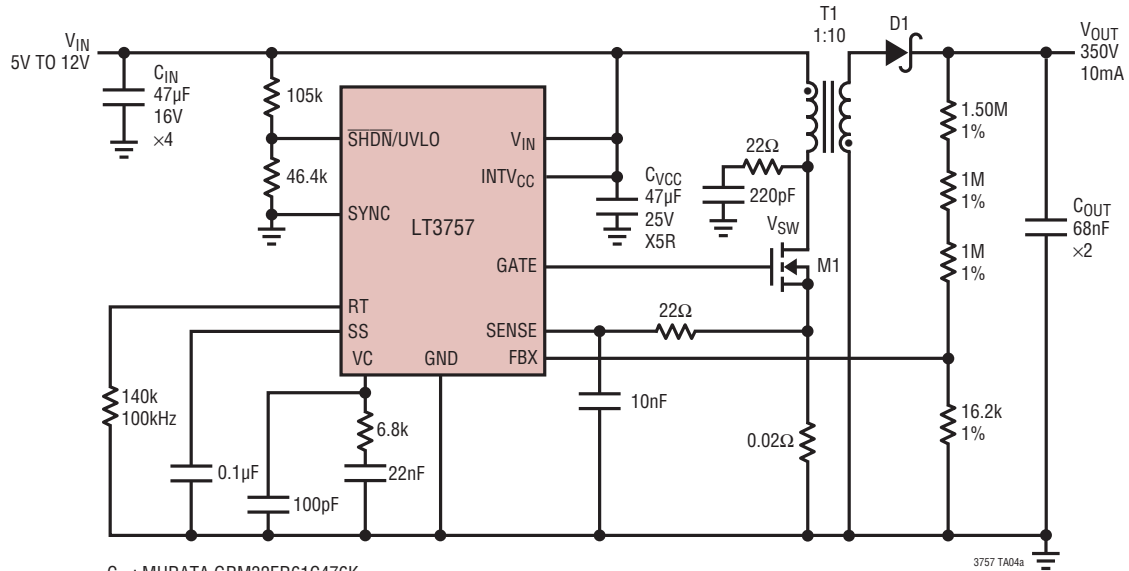 V_IN
5V TO 12V
C_IN
47µF
16V
×4
105k
46.4k
SHDN/UVLO
SYNC
V_IN
INTV_CC
LT3757
GATE
RT
SS
VC
GND
SENSE
FBX
C_VCC
47µF
25V
X5R
22Ω
220pF
V_SW
M1
T1
1:10
D1
V_OUT
350V
10mA
1.50M
1%
1M
1%
1M
1%
C_OUT
68nF
×2
22Ω
10nF
0.02Ω
16.2k
1%
140k
100kHz
0.1µF
100pF
6.8k
22nF
3757 TA04a